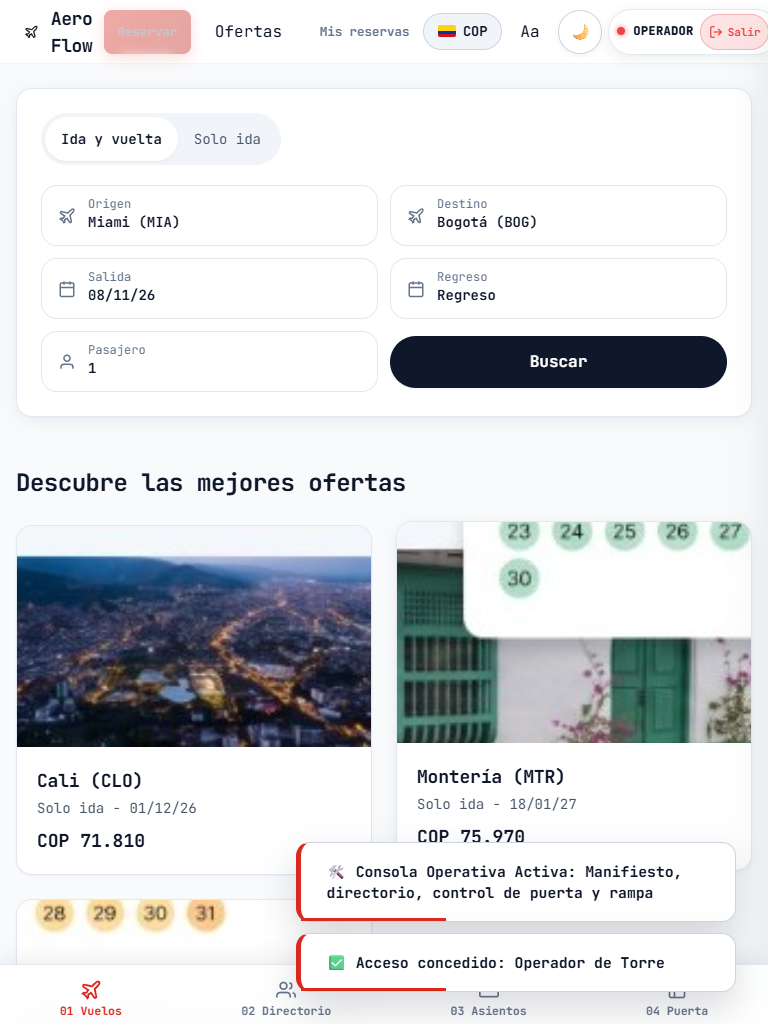 Aero
Flow
Reservar
Ofertas
Mis reservas
COP
Aa
OPERADOR
Salir
Ida y vuelta
Solo ida
Origen
Miami (MIA)
Destino
Bogotá (BOG)
Salida
08/11/26
Regreso
Regreso
Pasajero
1
Buscar
Descubre las mejores ofertas
23 24 25 26 27
30
Cali (CLO)
Solo ida - 01/12/26
COP 71.810
Montería (MTR)
Solo ida - 18/01/27
COP 75.970
28 29 30 31
Consola Operativa Activa: Manifiesto,
directorio, control de puerta y rampa
Acceso concedido: Operador de Torre
01 Vuelos
02 Directorio
03 Asientos
04 Puerta